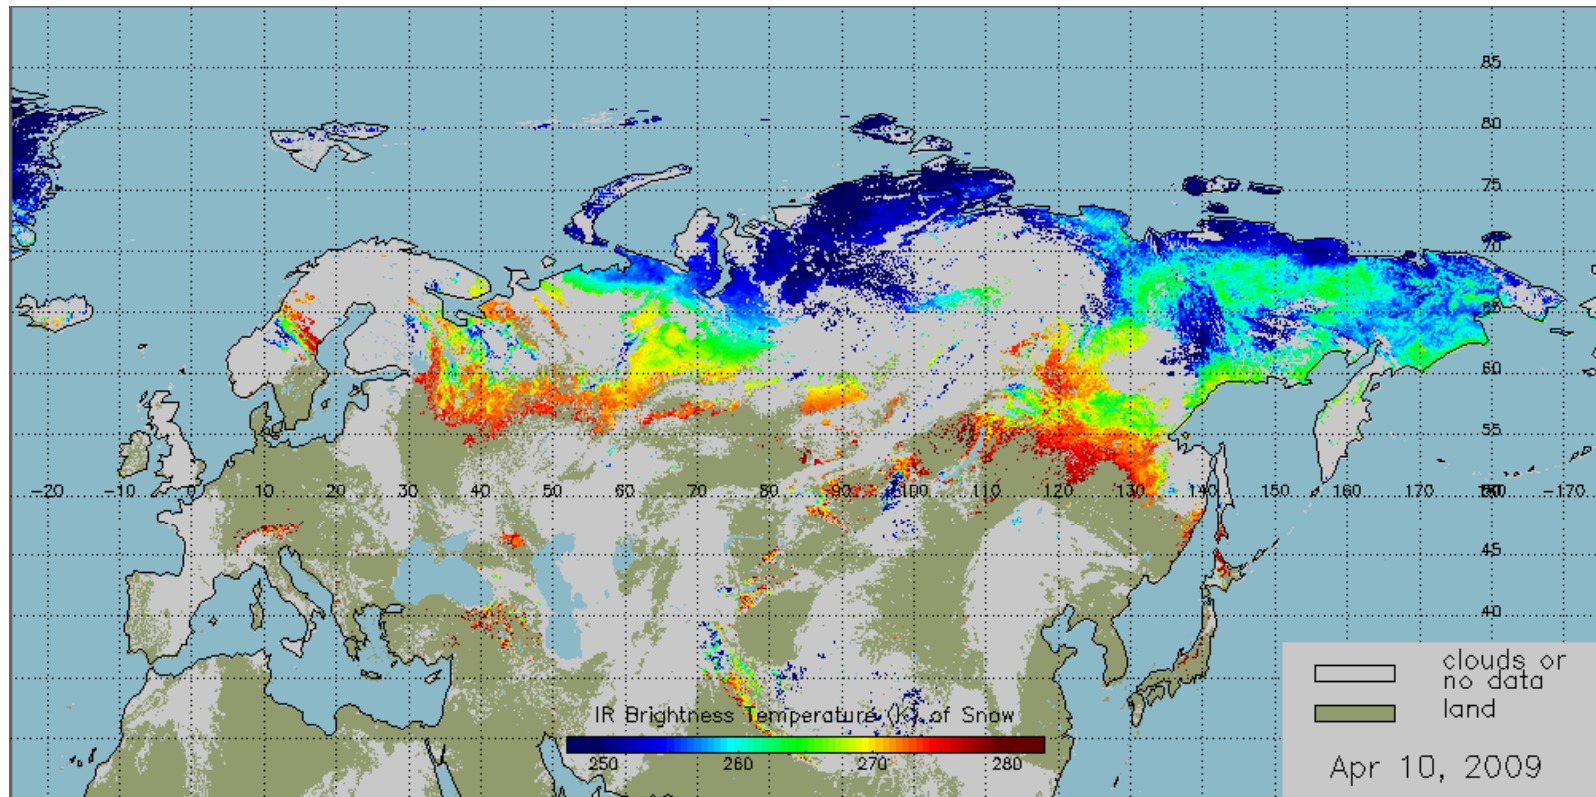 85
80
75
70
65
60
55
-20 -10 0 10 20 30 40 50 60 70 80 90 100 110 120 130 140 150 160 170 180 -170
45
40
IR Brightness Temperature (K) of Snow
250 260 270 280
clouds or
no data
land
Apr 10, 2009